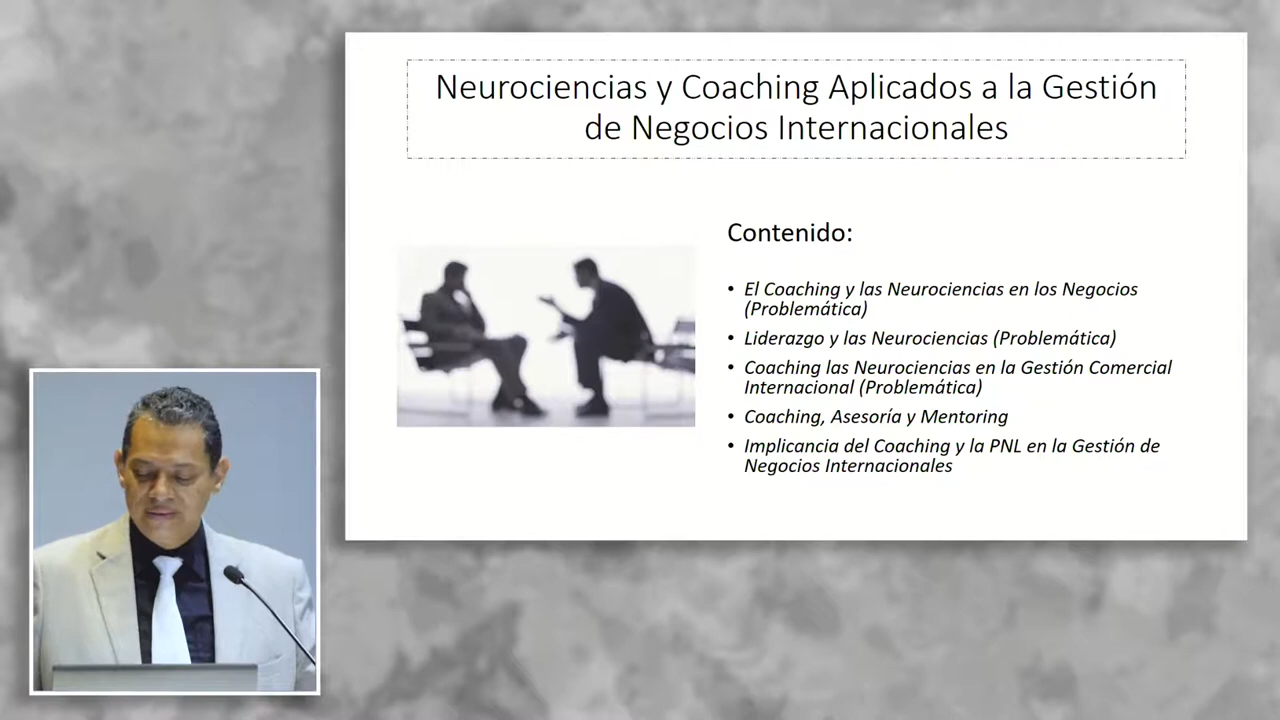 Neurociencias y Coaching Aplicados a la Gestión
de Negocios Internacionales
Contenido:
• El Coaching y las Neurociencias en los Negocios
(Problemática)
• Liderazgo y las Neurociencias (Problemática)
• Coaching las Neurociencias en la Gestión Comercial
Internacional (Problemática)
• Coaching, Asesoría y Mentoring
• Implicancia del Coaching y la PNL en la Gestión de
Negocios Internacionales